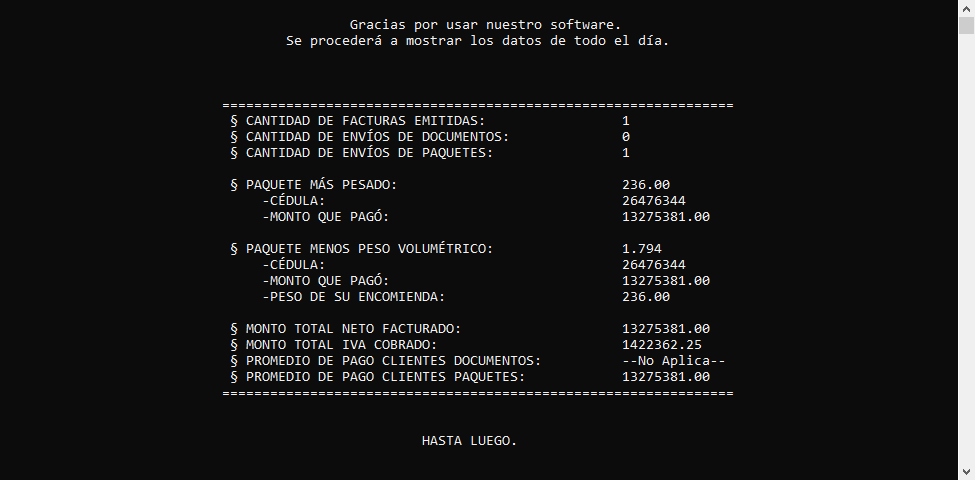 Gracias por usar nuestro software.
Se procederá a mostrar los datos de todo el día.
================================================================
§ CANTIDAD DE FACTURAS EMITIDAS: 1
§ CANTIDAD DE ENVÍOS DE DOCUMENTOS: 0
§ CANTIDAD DE ENVÍOS DE PAQUETES: 1
§ PAQUETE MÁS PESADO: 236.00
-CÉDULA: 26476344
-MONTO QUE PAGÓ: 13275381.00
§ PAQUETE MENOS PESO VOLUMÉTRICO: 1.794
-CÉDULA: 26476344
-MONTO QUE PAGÓ: 13275381.00
-PESO DE SU ENCOMIENDA: 236.00
§ MONTO TOTAL NETO FACTURADO: 13275381.00
§ MONTO TOTAL IVA COBRADO: 1422362.25
§ PROMEDIO DE PAGO CLIENTES DOCUMENTOS: --No Aplica--
§ PROMEDIO DE PAGO CLIENTES PAQUETES: 13275381.00
================================================================
HASTA LUEGO.